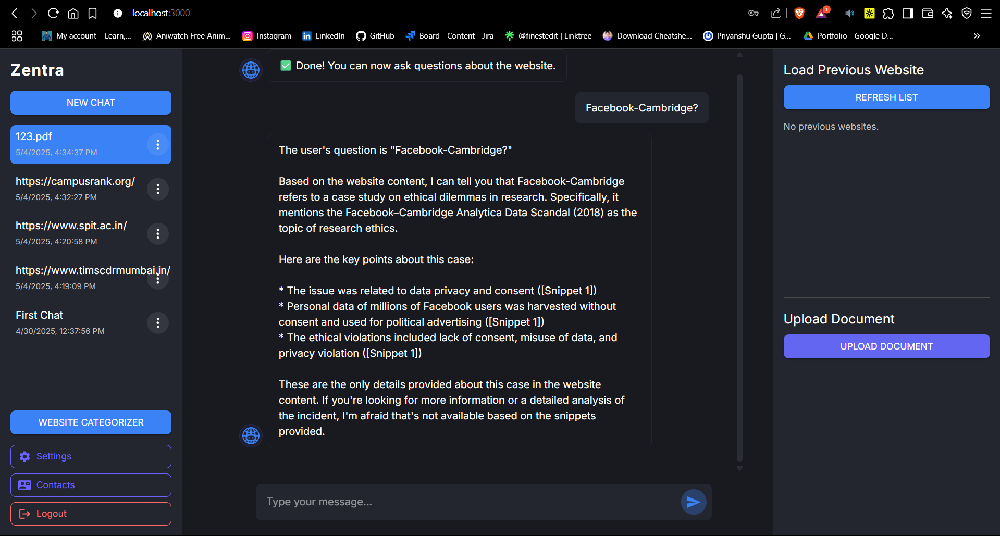 localhost:3000
1
My account – Learn,...
Aniwatch Free Anim...
Instagram
LinkedIn
GitHub
Board - Content - Jira
@finestedit | Linktree
Download Cheatshe...
Priyanshu Gupta | G...
Portfolio - Google D...
»
Zentra
NEW CHAT
123.pdf
5/4/2025, 4:34:37 PM
https://campusrank.org/
5/4/2025, 4:32:27 PM
https://www.spit.ac.in/
5/4/2025, 4:20:58 PM
https://www.timscdrmumbai.in/
5/4/2025, 4:19:09 PM
First Chat
4/30/2025, 12:37:56 PM
WEBSITE CATEGORIZER
Settings
Contacts
Logout
✅ Done! You can now ask questions about the website.
Facebook-Cambridge?
The user's question is "Facebook-Cambridge?"
Based on the website content, I can tell you that Facebook-Cambridge
refers to a case study on ethical dilemmas in research. Specifically, it
mentions the Facebook–Cambridge Analytica Data Scandal (2018) as the
topic of research ethics.
Here are the key points about this case:
* The issue was related to data privacy and consent ([Snippet 1])
* Personal data of millions of Facebook users was harvested without
consent and used for political advertising ([Snippet 1])
* The ethical violations included lack of consent, misuse of data, and
privacy violation ([Snippet 1])
These are the only details provided about this case in the website
content. If you're looking for more information or a detailed analysis of
the incident, I'm afraid that's not available based on the snippets
provided.
Type your message...
Load Previous Website
REFRESH LIST
No previous websites.
Upload Document
UPLOAD DOCUMENT